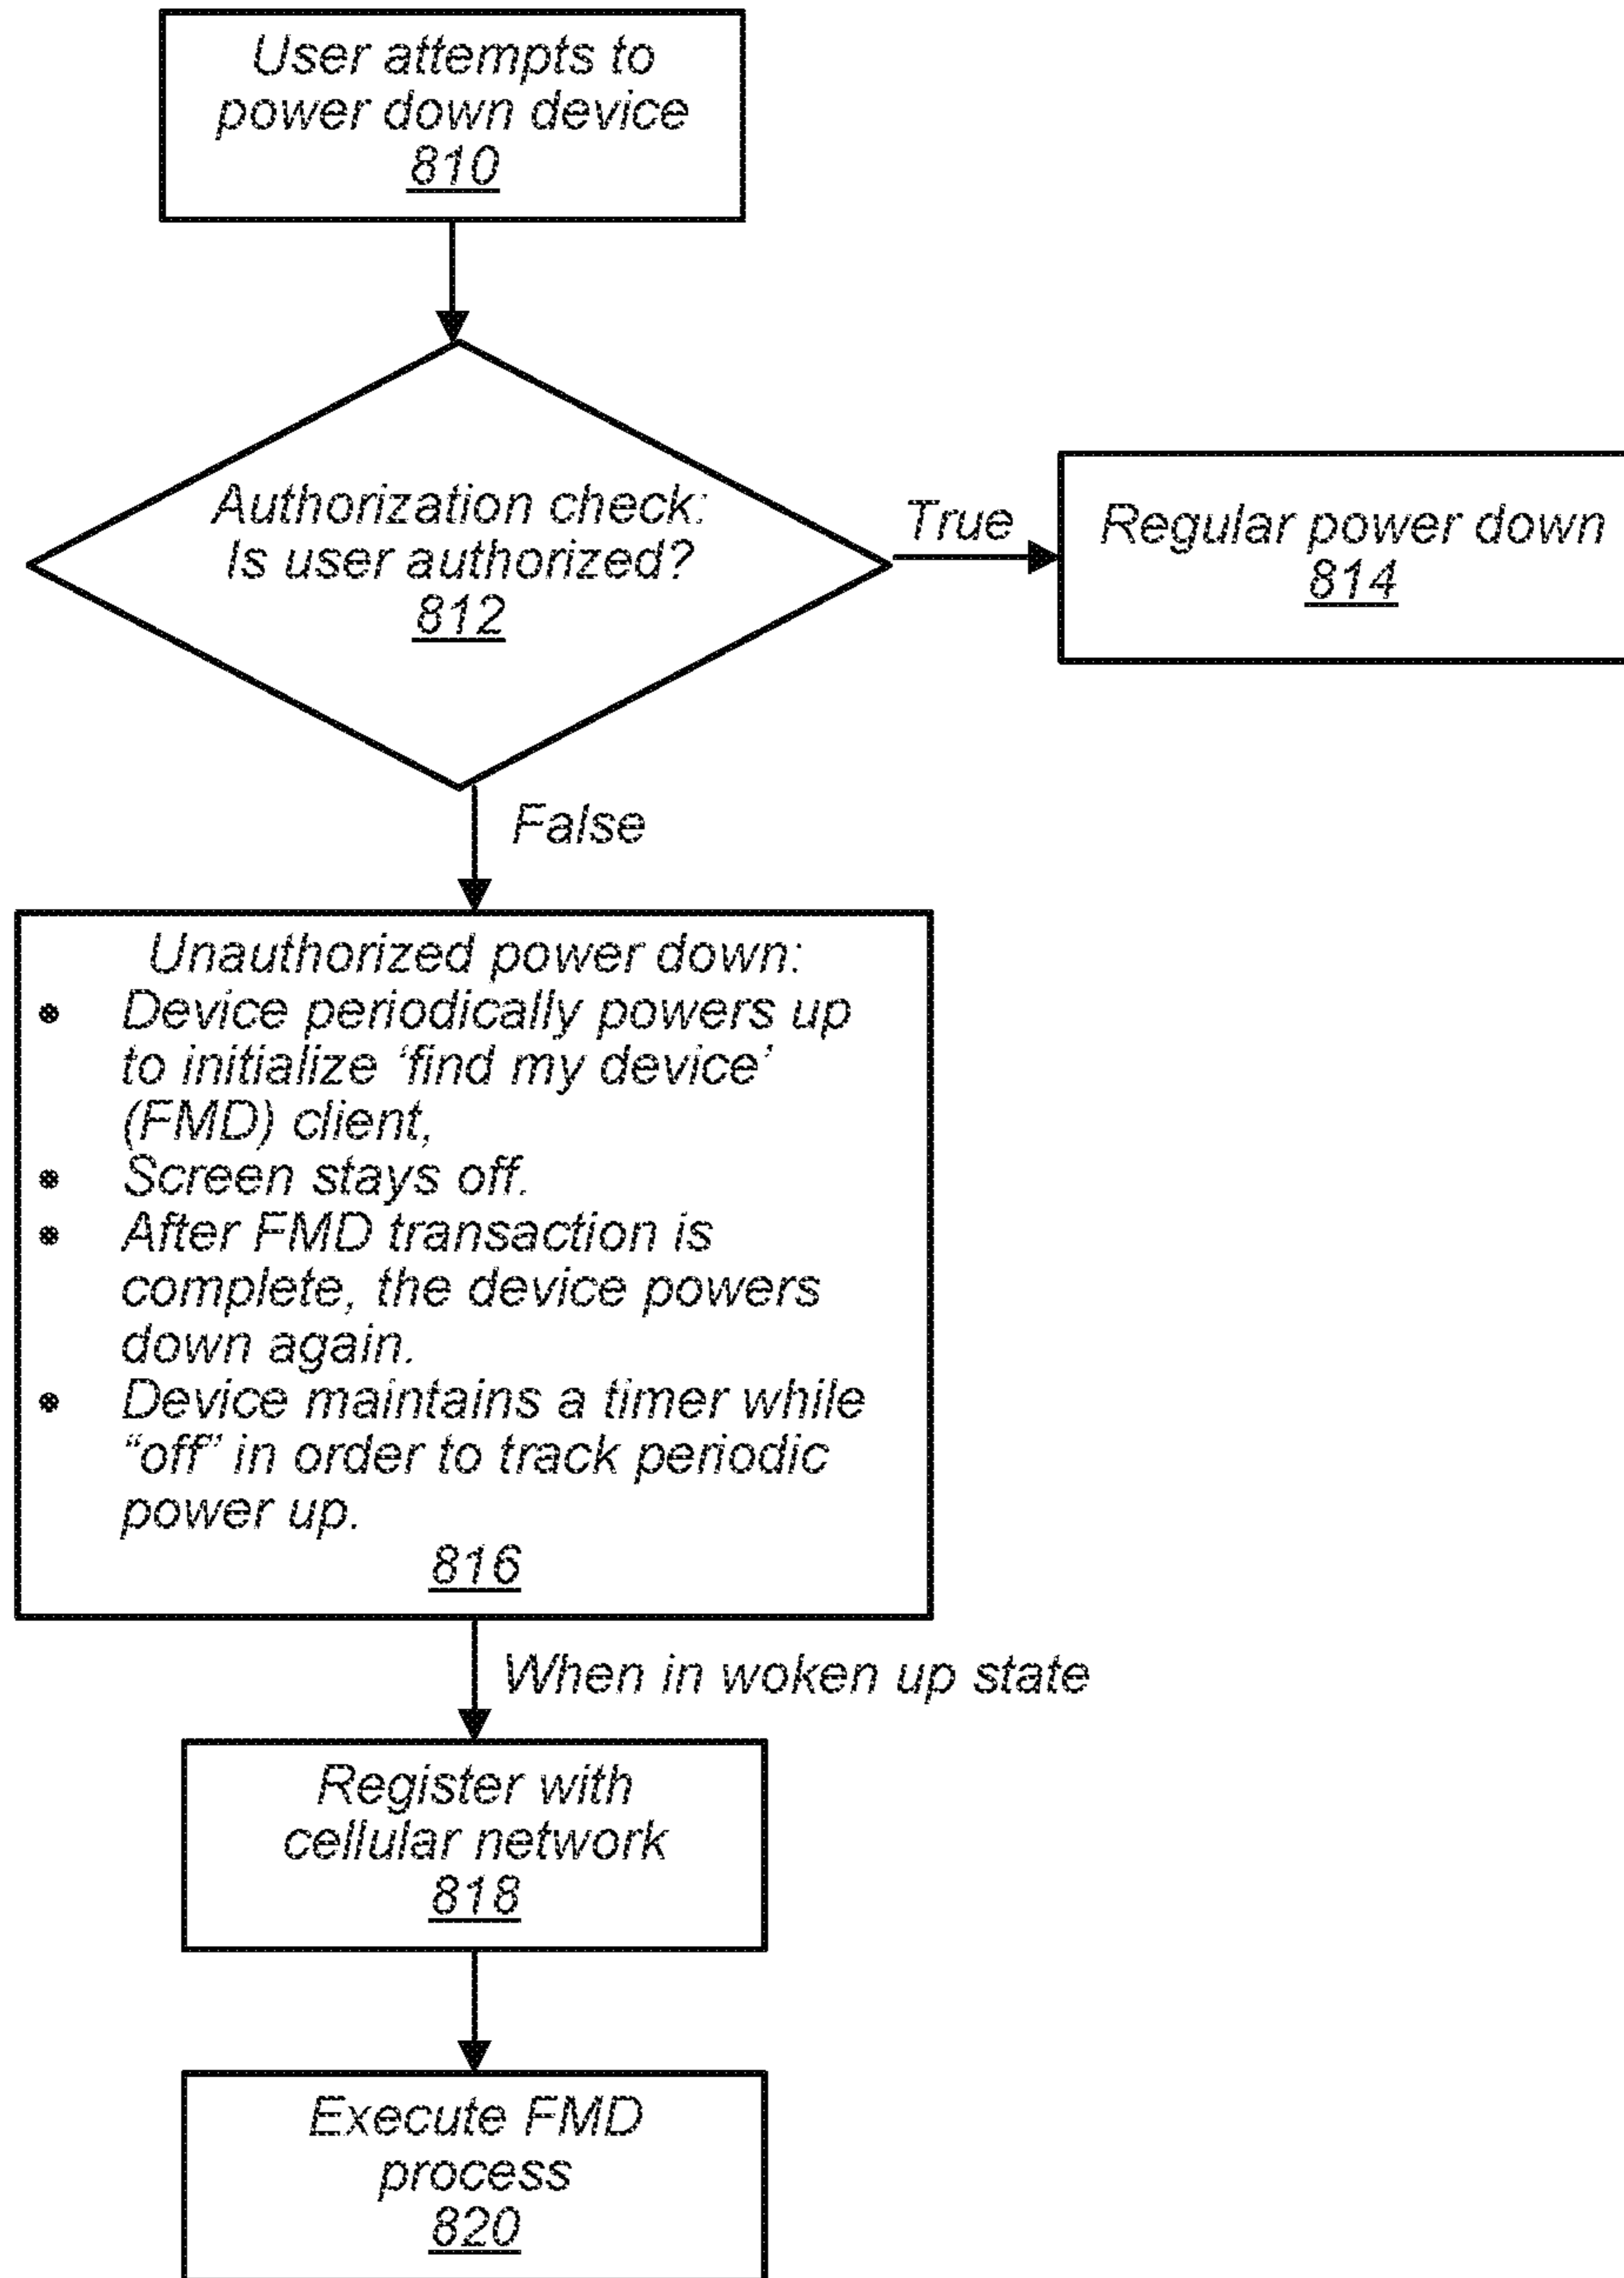 User attempts to
power down device
810
Authorization check:
Is user authorized?
812
True
Regular power down
814
False
Unauthorized power down:
• Device periodically powers up
to initialize ‘find my device’
(FMD) client,
• Screen stays off.
• After FMD transaction is
complete, the device powers
down again.
• Device maintains a timer while
“off” in order to track periodic
power up.
816
When in woken up state
Register with
cellular network
818
Execute FMD
process
820